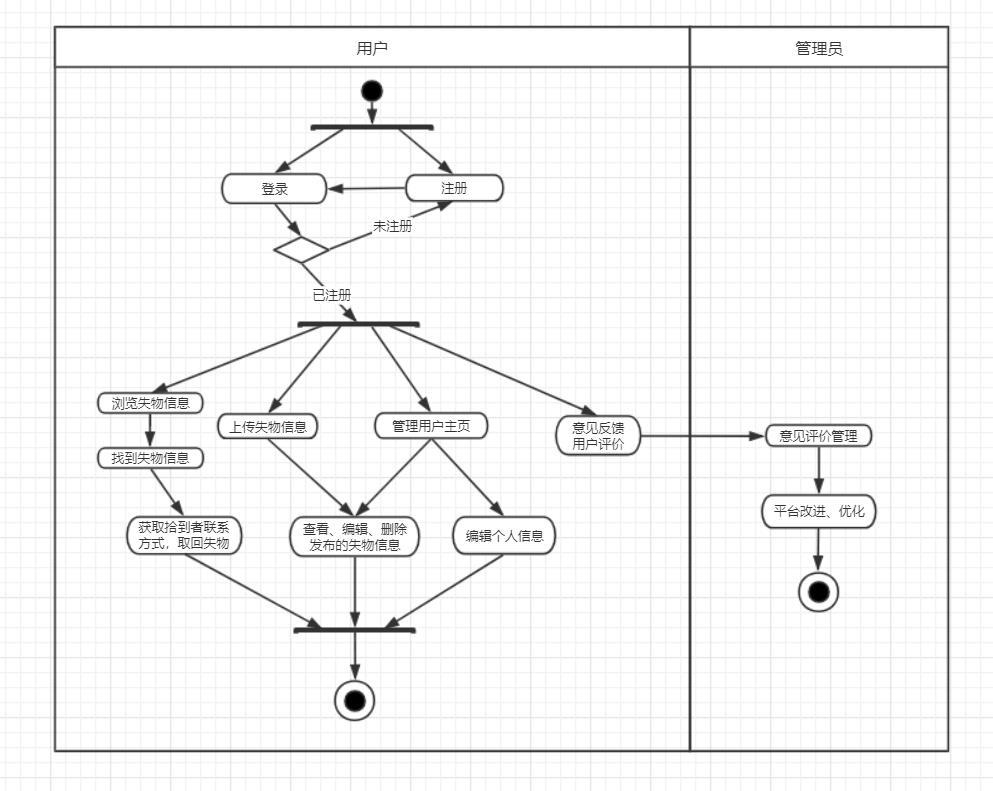 用户
管理员
登录
注册
未注册
已注册
浏览失物信息
上传失物信息
管理用户主页
意见反馈
用户评价
意见评价管理
找到失物信息
获取拾到者联系
方式，取回失物
查看、编辑、删除
发布的失物信息
编辑个人信息
平台改进、优化